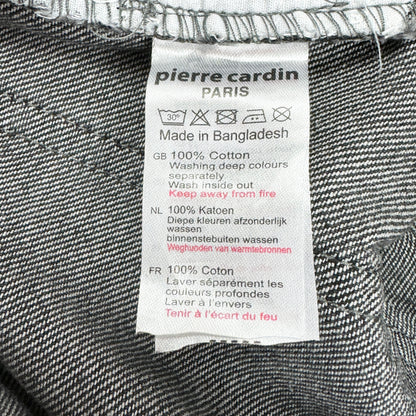 pierre cardin
PARIS
30°
Made in Bangladesh
GB 100% Cotton
Washing deep colours
separately
Wash inside out
Keep away from fire
NL 100% Katoen
Diepe kleuren afzonderlijk
wassen
binnenstebuiten wassen
Weghuoden van warmtebronnen
FR 100% Coton
Laver séparément les
couleurs profondes
Laver à l'envers
Tenir à l'écart du feu